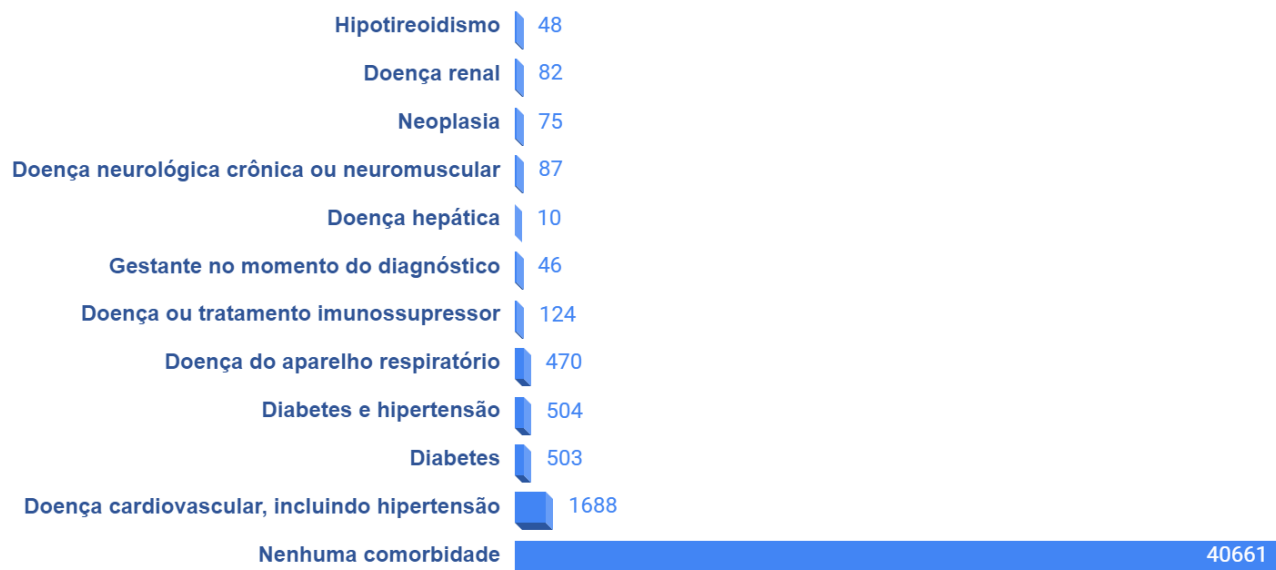 Hipotireoidismo 48
Doença renal 82
Neoplasia 75
Doença neurológica crônica ou neuromuscular 87
Doença hepática 10
Gestante no momento do diagnóstico 46
Doença ou tratamento imunossupressor 124
Doença do aparelho respiratório 470
Diabetes e hipertensão 504
Diabetes 503
Doença cardiovascular, incluindo hipertensão 1688
Nenhuma comorbidade 40661